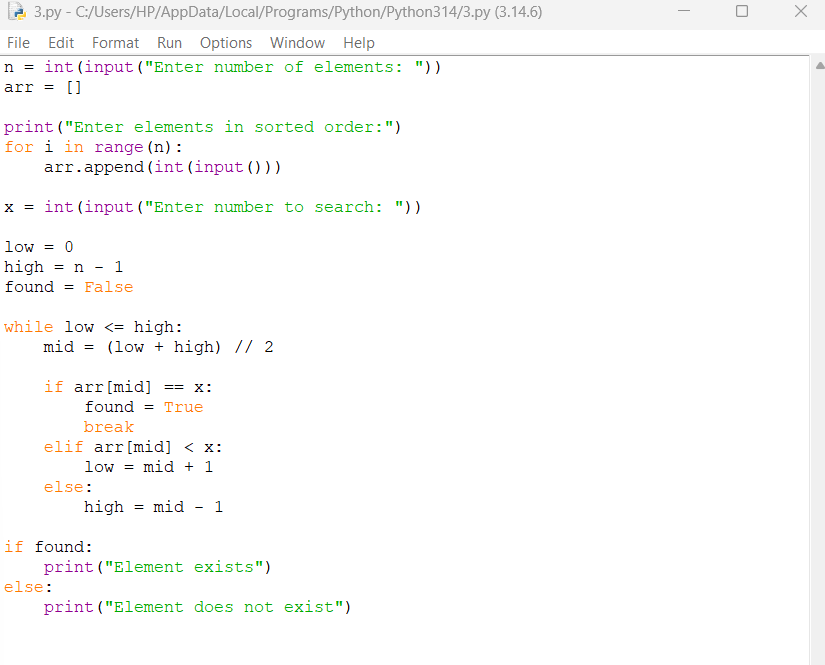 3.py - C:/Users/HP/AppData/Local/Programs/Python/Python314/3.py (3.14.6)
File Edit Format Run Options Window Help
n = int(input("Enter number of elements: "))
arr = []

print("Enter elements in sorted order:")
for i in range(n):
    arr.append(int(input()))

x = int(input("Enter number to search: "))

low = 0
high = n - 1
found = False

while low <= high:
    mid = (low + high) // 2

    if arr[mid] == x:
        found = True
        break
    elif arr[mid] < x:
        low = mid + 1
    else:
        high = mid - 1

if found:
    print("Element exists")
else:
    print("Element does not exist")